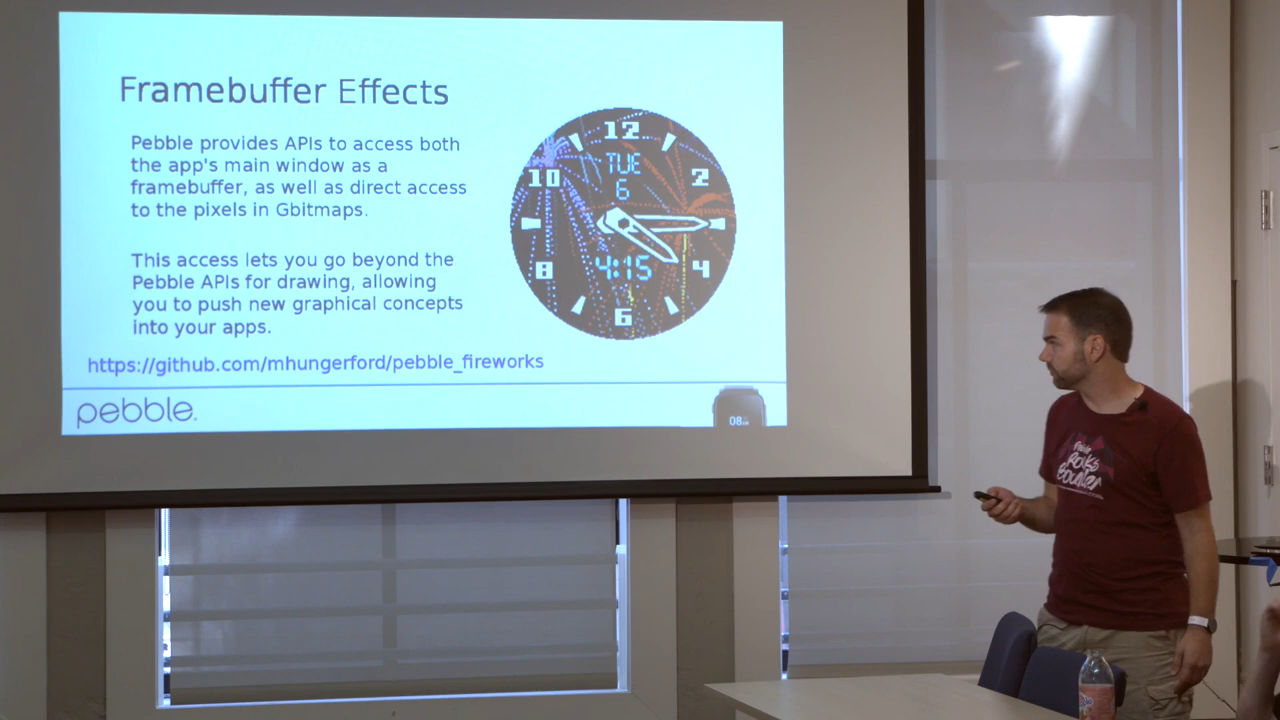 Framebuffer Effects
Pebble provides APIs to access both
the app's main window as a
framebuffer, as well as direct access
to the pixels in Gbitmaps.
This access lets you go beyond the
Pebble APIs for drawing, allowing
you to push new graphical concepts
into your apps.
https://github.com/mhungerford/pebble_fireworks
12
TUE
10
2
6
8
4:15
4
6
pebble
08
ROCKS
Boulder